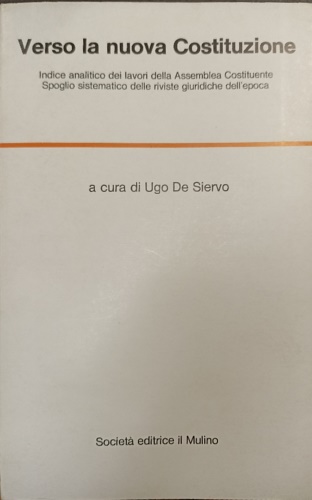 Verso la nuova Costituzione
Indice analitico dei lavori della Assemblea Costituente
Spoglio sistematico delle riviste giuridiche dell'epoca
a cura di Ugo De Siervo
Società editrice il Mulino